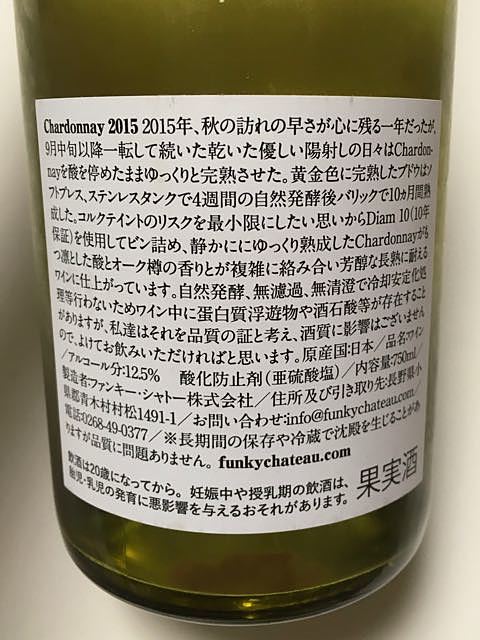 Chardonnay 2015 2015年、秋の訪れの早さが心に残る一年だったが、
9月中旬以降一転して続いた乾いた優しい陽射しの日々はChardon-
nayを酸を停めたままゆっくりと完熟させた。黄金色に完熟したブドウはソ
フトプレス、ステンレスタンクで4週間の自然発酵後バリックで10ヵ月間熟
成した。コルクテイントのリスクを最小限にしたい思いからDiam 10(10年
保証)を使用してビン詰め、静かににゆっくり熟成したChardonnayがも
つ凛とした酸とオーク樽の香りとが複雑に絡み合い芳醇な長熟に耐える
ワインに仕上がっています。自然発酵、無濾過、無清澄で冷却安定化処
理等行わないためワイン中に蛋白質浮遊物や酒石酸等が存在すること
がありますが、私達はそれを品質の証と考え、酒質に影響はございません
ので、よけてお飲みいただければと思います。原産国:日本／品名:ワイン
／アルコール分:12.5% 酸化防止剤(亜硫酸塩)／内容量:750ml／
製造者:ファンキー・シャトー株式会社／住所及び引き取り先:長野県小
県郡青木村村松1491-1／お問い合わせ:info@funkychateau.com／
電話:0268-49-0377／※長期間の保存や冷蔵で沈殿を生じることがあ
りますが品質に問題ありません。funkychateau.com
飲酒は20歳になってから。妊娠中や授乳期の飲酒は、
胎児・乳児の発育に悪影響を与えるおそれがあります。
果実酒